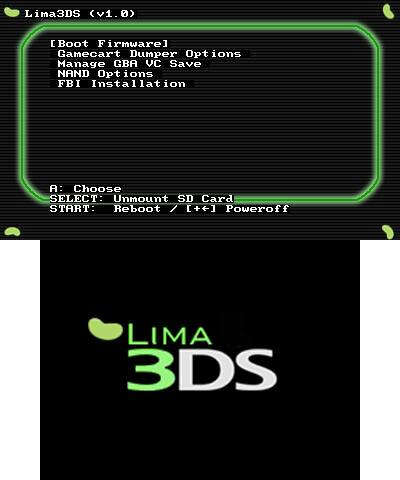 Lima3DS (v1.0)
[Boot Firmware]
Gamecart Dumper Options
Manage GBA VC Save
NAND Options
FBI Installation
A: Choose
SELECT: Unmount SD Card
START:  Reboot / [+←] Poweroff
LIMA
3DS